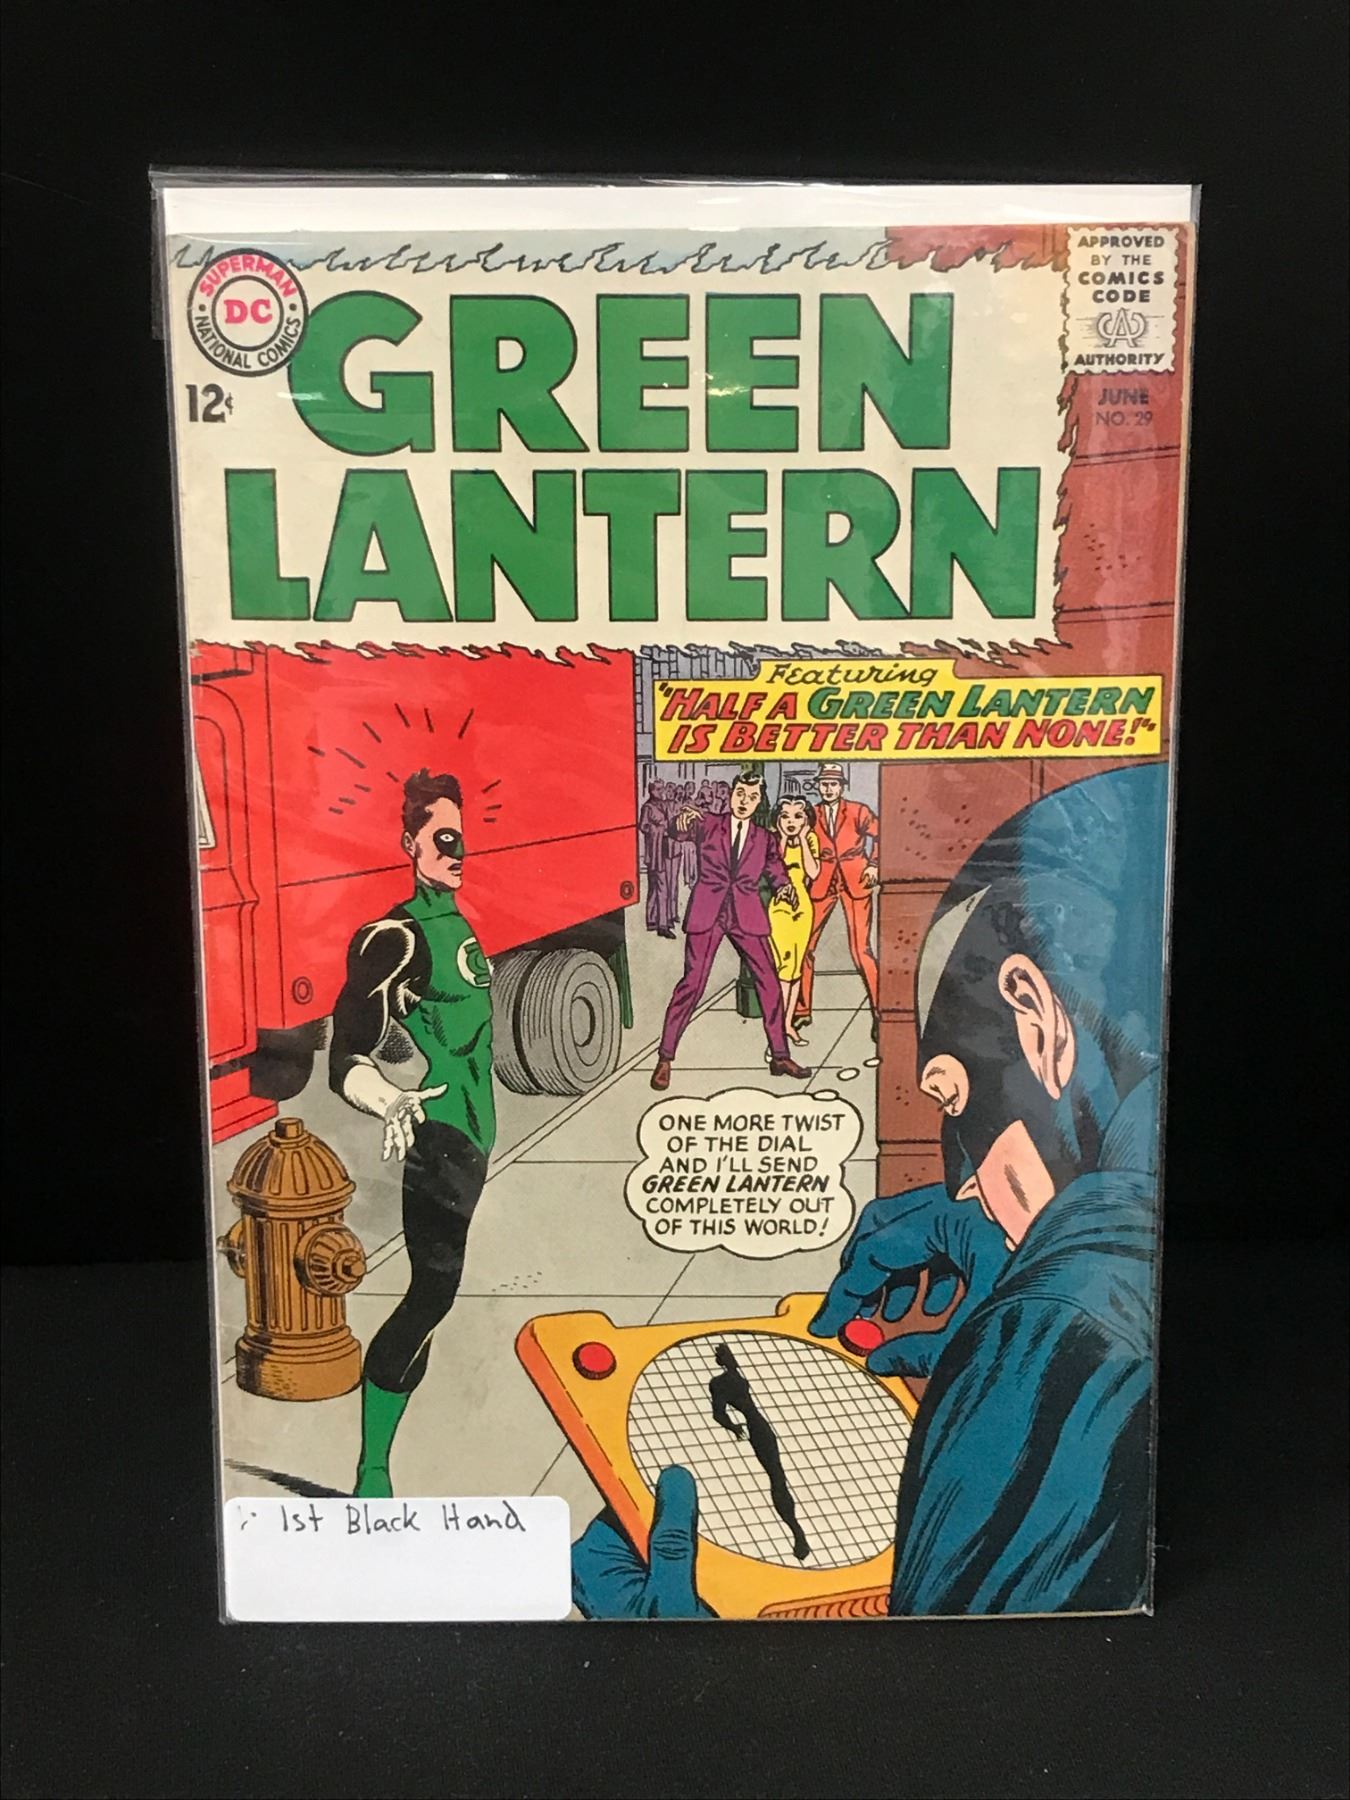 SUPERMAN
DC
NATIONAL COMICS
12¢
GREEN
LANTERN
APPROVED
BY THE
COMICS
CODE
CA
AUTHORITY
JUNE
NO. 29
Featuring
"HALF A GREEN LANTERN
IS BETTER THAN NONE!"
ONE MORE TWIST
OF THE DIAL
AND I'LL SEND
GREEN LANTERN
COMPLETELY OUT
OF THIS WORLD!
1st Black Hand